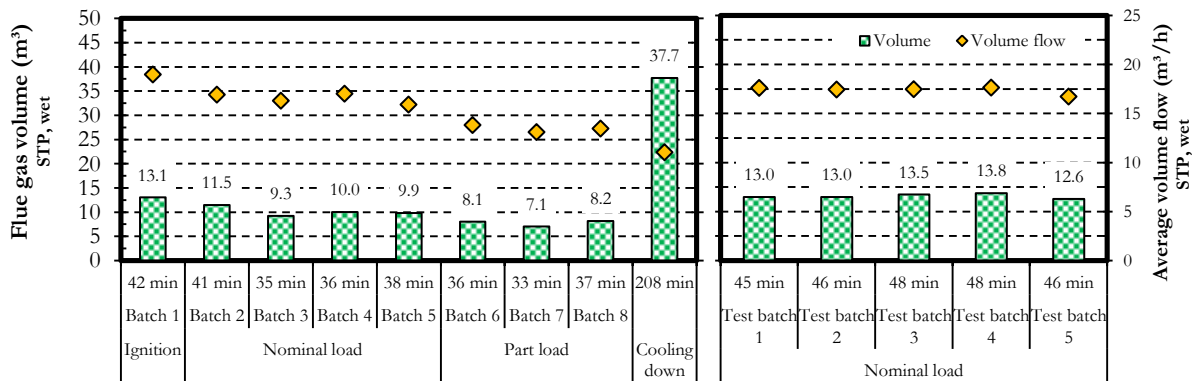 Flue gas volume (m³)
STP, wet
50
45
40
35
30
25
20
15
10
5
0
13.1
11.5
9.3
10.0
9.9
8.1
7.1
8.2
37.7
42 min
41 min
35 min
36 min
38 min
36 min
33 min
37 min
208 min
Batch 1
Batch 2
Batch 3
Batch 4
Batch 5
Batch 6
Batch 7
Batch 8
Ignition
Nominal load
Part load
Cooling
down
Volume
Volume flow
13.0
13.0
13.5
13.8
12.6
45 min
46 min
48 min
48 min
46 min
Test batch
1
Test batch
2
Test batch
3
Test batch
4
Test batch
5
Nominal load
25
20
15
10
5
0
Average volume flow (m³/h)
STP, wet